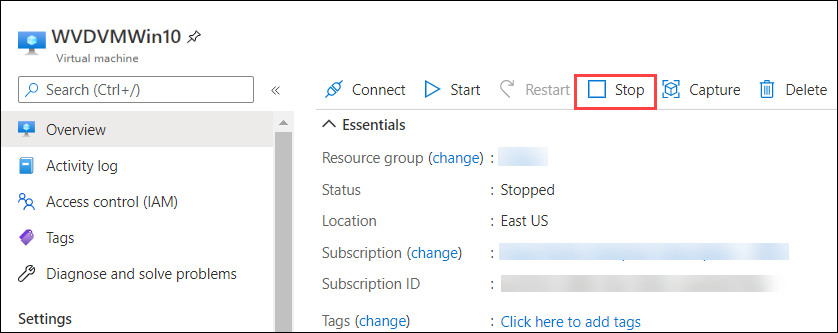 WVDVMWin10
Virtual machine
Search (Ctrl+/)
«
Connect Start Restart Stop Capture Delete
Overview
Activity log
Access control (IAM)
Tags
Diagnose and solve problems
Settings
Essentials
Resource group (change) :
Status : Stopped
Location : East US
Subscription (change) :
Subscription ID :
Tags (change) : Click here to add tags